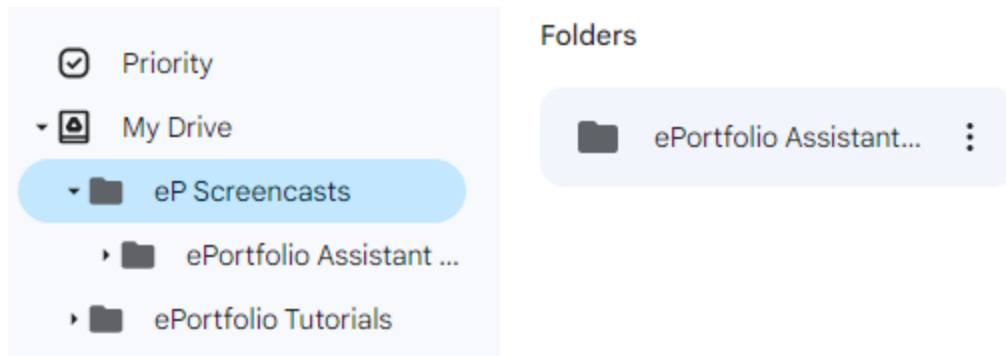 Priority
My Drive
eP Screencasts
ePortfolio Assistant ...
ePortfolio Tutorials
Folders
ePortfolio Assistant...